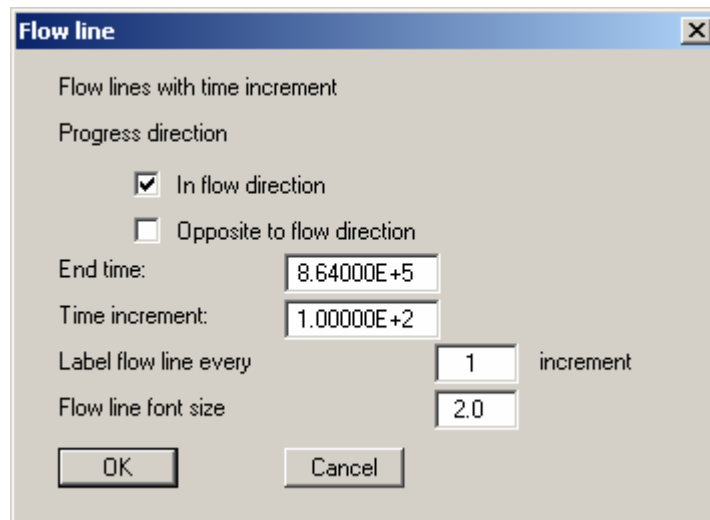 Flow line
Flow lines with time increment
Progress direction
In flow direction
Opposite to flow direction
End time: 8.64000E+5
Time increment: 1.00000E+2
Label flow line every 1 increment
Flow line font size 2.0
OK Cancel